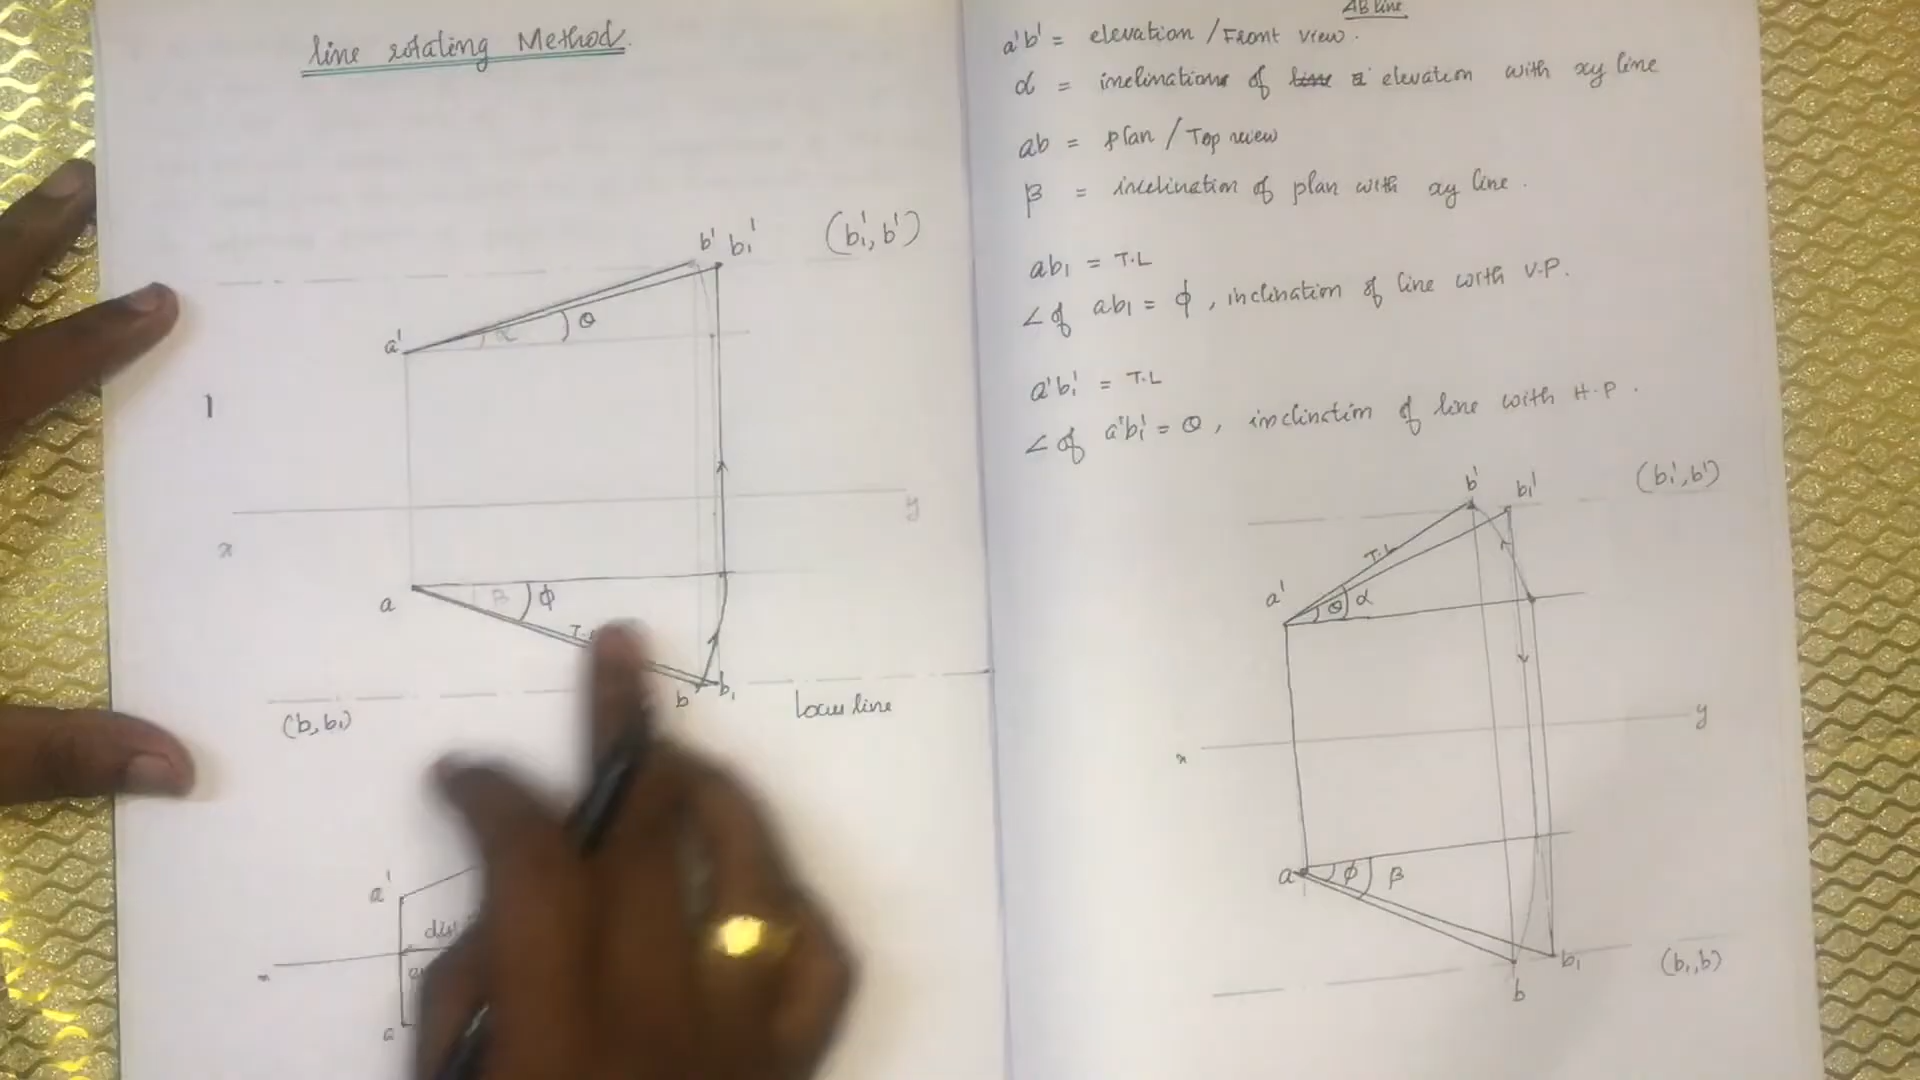 line rotating Method.
b' b₁' (b₁', b')
a' α θ
1
x y
a β ϕ
T.L
b b₁ Locus line
(b, b₁)
a'
x
a
AB line
a'b' = elevation / Front view.
α = inclinations of line a elevation with xy line
ab = plan / Top view
β = inclination of plan with xy line.
ab₁ = T.L
∠ of ab₁ = ϕ, inclination of line with V.P.
a'b₁' = T.L
∠ of a'b₁' = θ, inclinction of line with H.P.
b' b₁' (b₁', b')
T.L
a' θ α
x y
a ϕ β
b₁ (b₁, b)
b